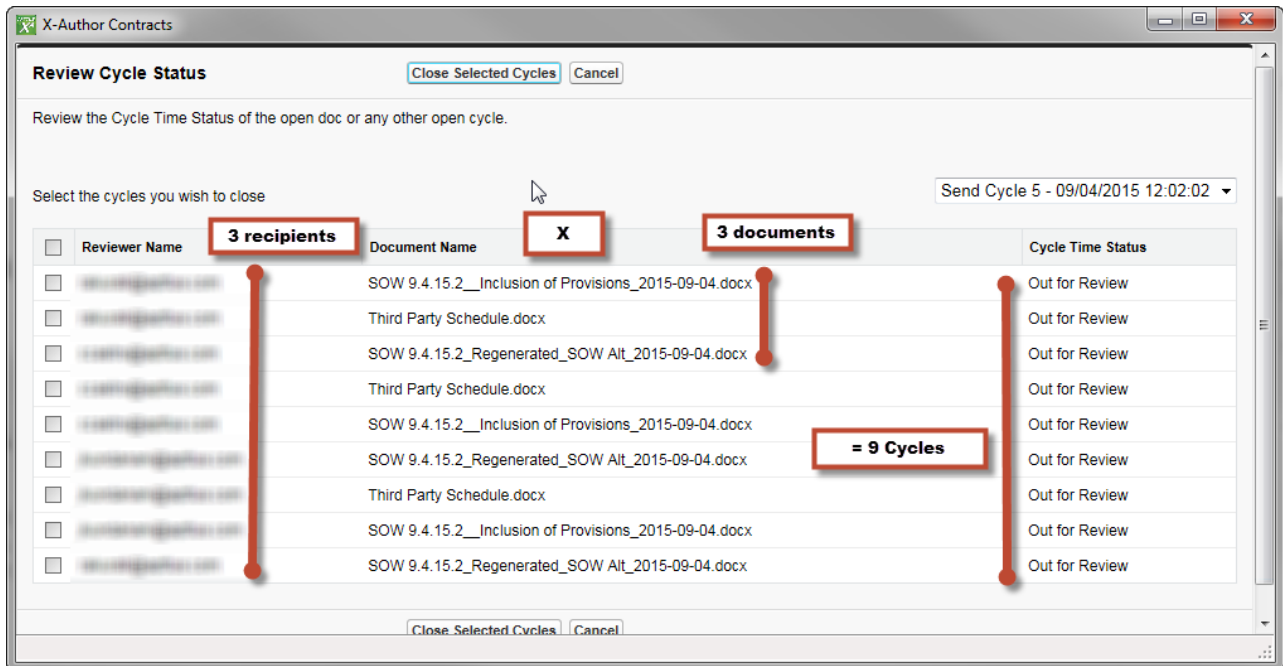 X-Author Contracts
Review Cycle Status
Close Selected Cycles Cancel
Review the Cycle Time Status of the open doc or any other open cycle.
Select the cycles you wish to close
Send Cycle 5 - 09/04/2015 12:02:02
3 recipients X 3 documents
Reviewer Name Document Name Cycle Time Status
SOW 9.4.15.2__Inclusion of Provisions_2015-09-04.docx Out for Review
Third Party Schedule.docx Out for Review
SOW 9.4.15.2_Regenerated_SOW Alt_2015-09-04.docx Out for Review
Third Party Schedule.docx Out for Review
SOW 9.4.15.2__Inclusion of Provisions_2015-09-04.docx Out for Review
= 9 Cycles
SOW 9.4.15.2_Regenerated_SOW Alt_2015-09-04.docx Out for Review
Third Party Schedule.docx Out for Review
SOW 9.4.15.2__Inclusion of Provisions_2015-09-04.docx Out for Review
SOW 9.4.15.2_Regenerated_SOW Alt_2015-09-04.docx Out for Review
Close Selected Cycles Cancel